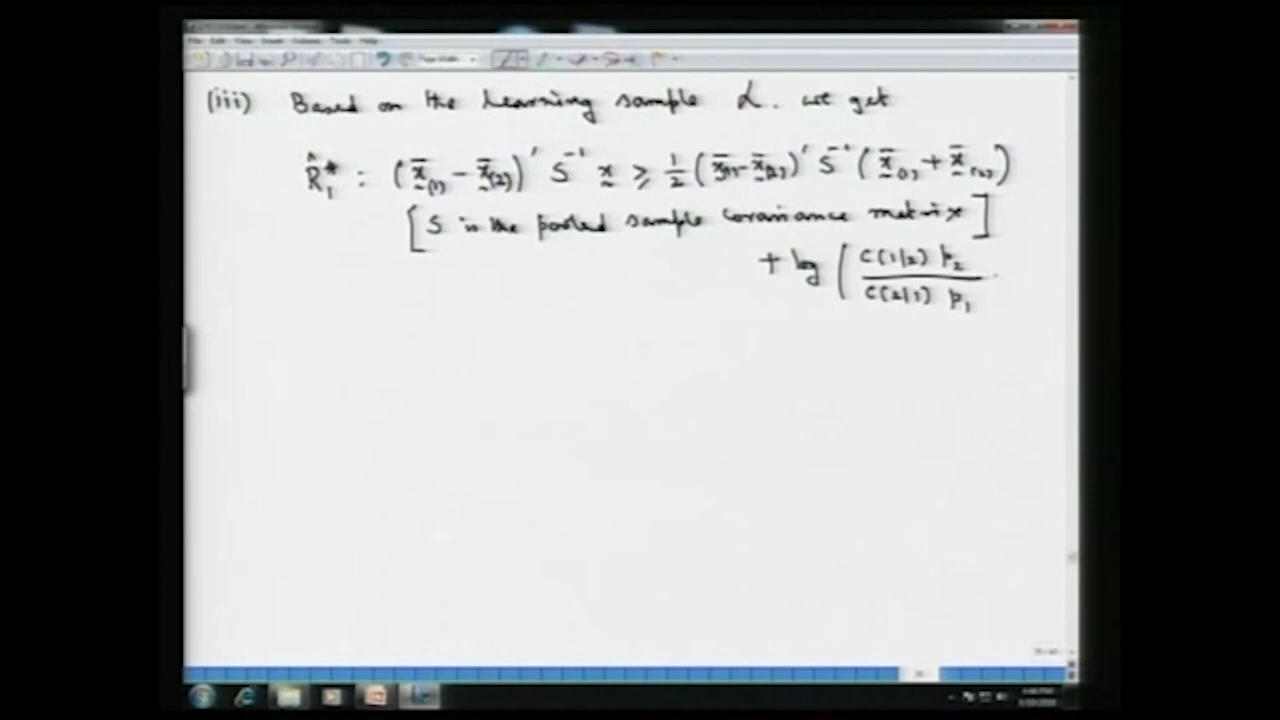 (iii) Based on the learning sample L. we get
R̂₁* : (x̄₍₁₎ − x̄₍₂₎)′ S⁻¹ x ≥ ½ (x̄₍₁₎ − x̄₍₂₎)′ S⁻¹ (x̄₍₁₎ + x̄₍₂₎)
[S is the pooled sample covariance matrix]
+ log ( C(1|2) p₂ / C(2|1) p₁